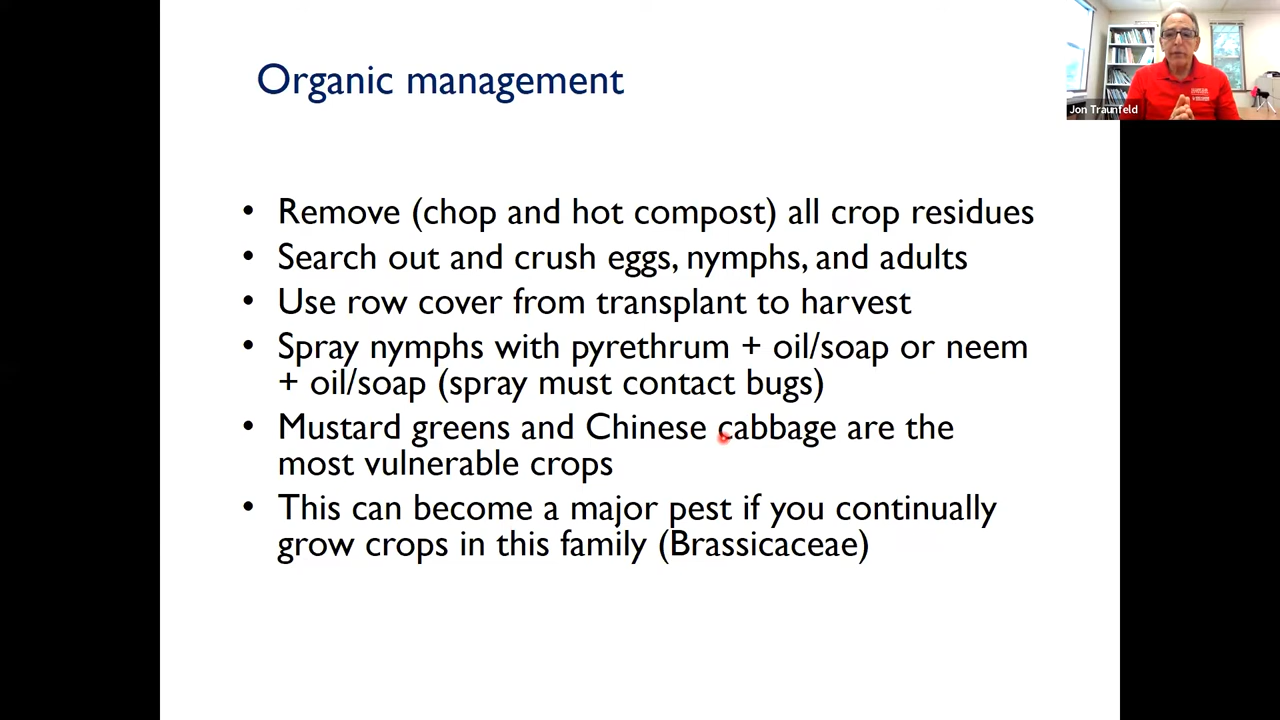 Organic management
Jon Traunfeld
• Remove (chop and hot compost) all crop residues
• Search out and crush eggs, nymphs, and adults
• Use row cover from transplant to harvest
• Spray nymphs with pyrethrum + oil/soap or neem
+ oil/soap (spray must contact bugs)
• Mustard greens and Chinese cabbage are the
most vulnerable crops
• This can become a major pest if you continually
grow crops in this family (Brassicaceae)